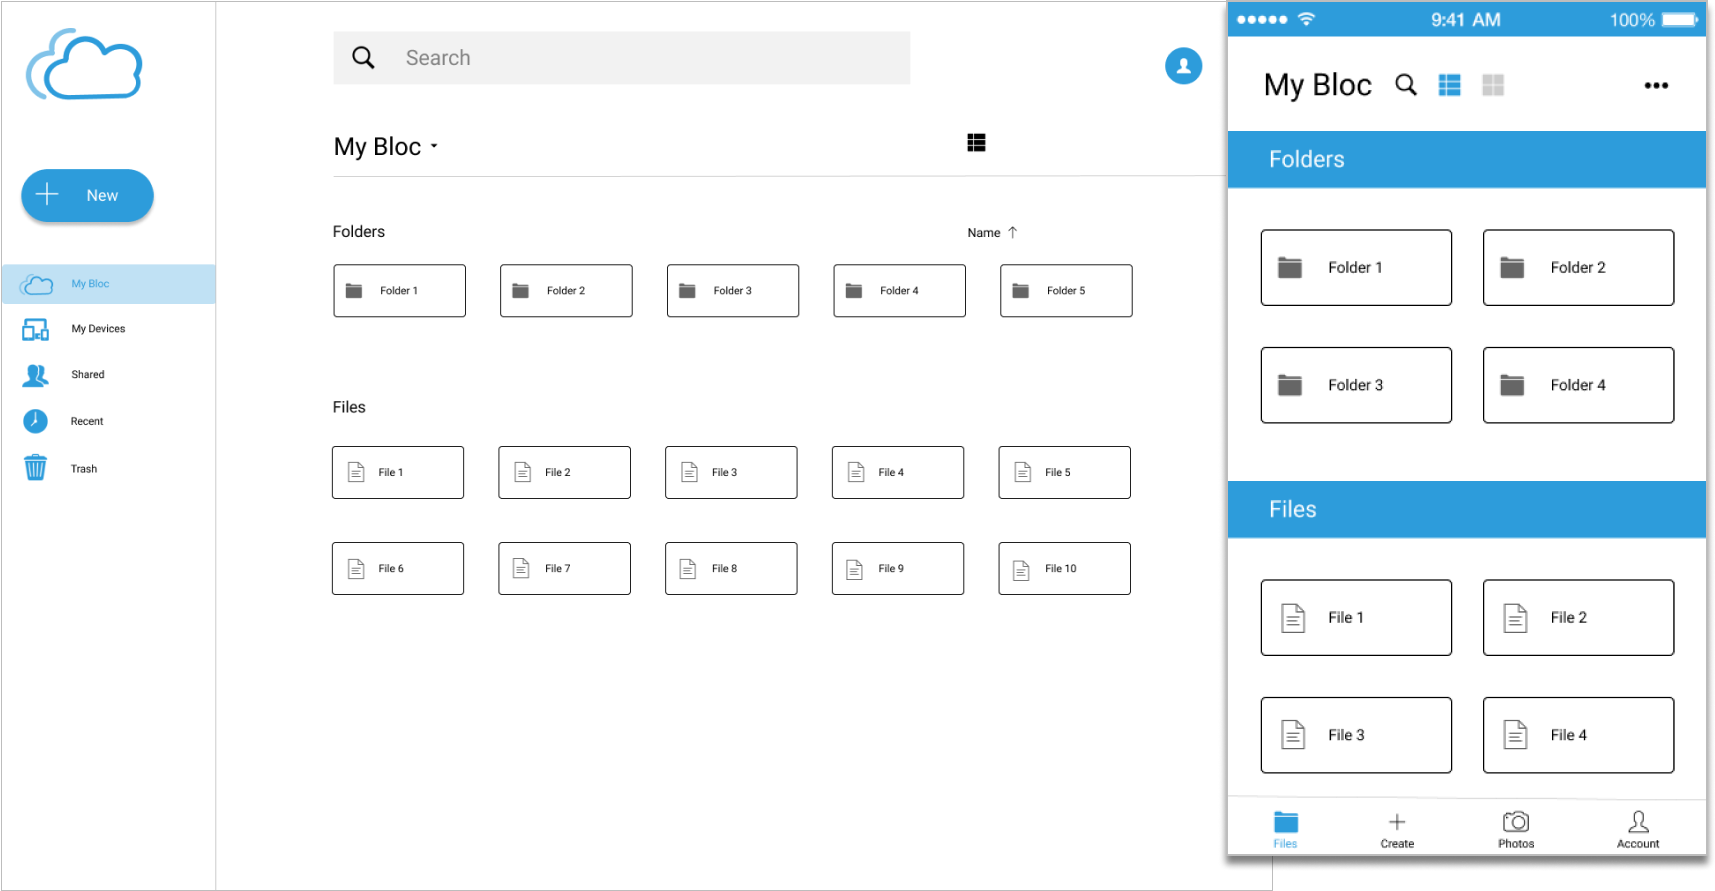 Search
My Bloc
New
My Bloc
My Devices
Shared
Recent
Trash
Folders
Name
Folder 1
Folder 2
Folder 3
Folder 4
Folder 5
Files
File 1
File 2
File 3
File 4
File 5
File 6
File 7
File 8
File 9
File 10
9:41 AM
100%
My Bloc
Folders
Folder 1
Folder 2
Folder 3
Folder 4
Files
File 1
File 2
File 3
File 4
Files
Create
Photos
Account